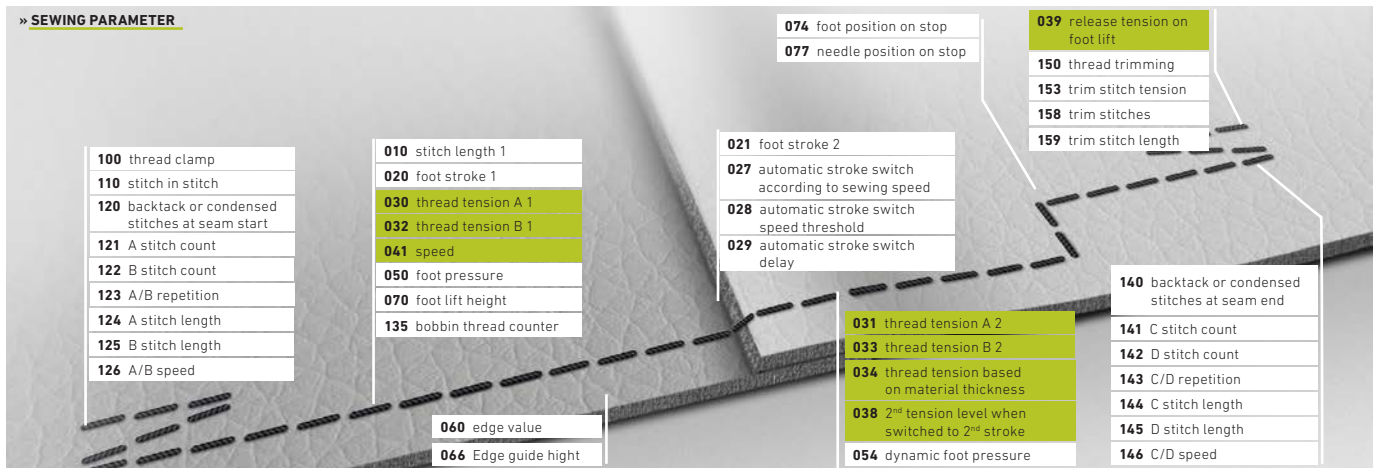 » SEWING PARAMETER
100 thread clamp
110 stitch in stitch
120 backtack or condensed
stitches at seam start
121 A stitch count
122 B stitch count
123 A/B repetition
124 A stitch length
125 B stitch length
126 A/B speed
010 stitch length 1
020 foot stroke 1
030 thread tension A 1
032 thread tension B 1
041 speed
050 foot pressure
070 foot lift height
135 bobbin thread counter
060 edge value
066 Edge guide hight
021 foot stroke 2
027 automatic stroke switch
according to sewing speed
028 automatic stroke switch
speed threshold
029 automatic stroke switch
delay
074 foot position on stop
077 needle position on stop
031 thread tension A 2
033 thread tension B 2
034 thread tension based
on material thickness
038 2nd tension level when
switched to 2nd stroke
054 dynamic foot pressure
039 release tension on
foot lift
150 thread trimming
153 trim stitch tension
158 trim stitches
159 trim stitch length
140 backtack or condensed
stitches at seam end
141 C stitch count
142 D stitch count
143 C/D repetition
144 C stitch length
145 D stitch length
146 C/D speed